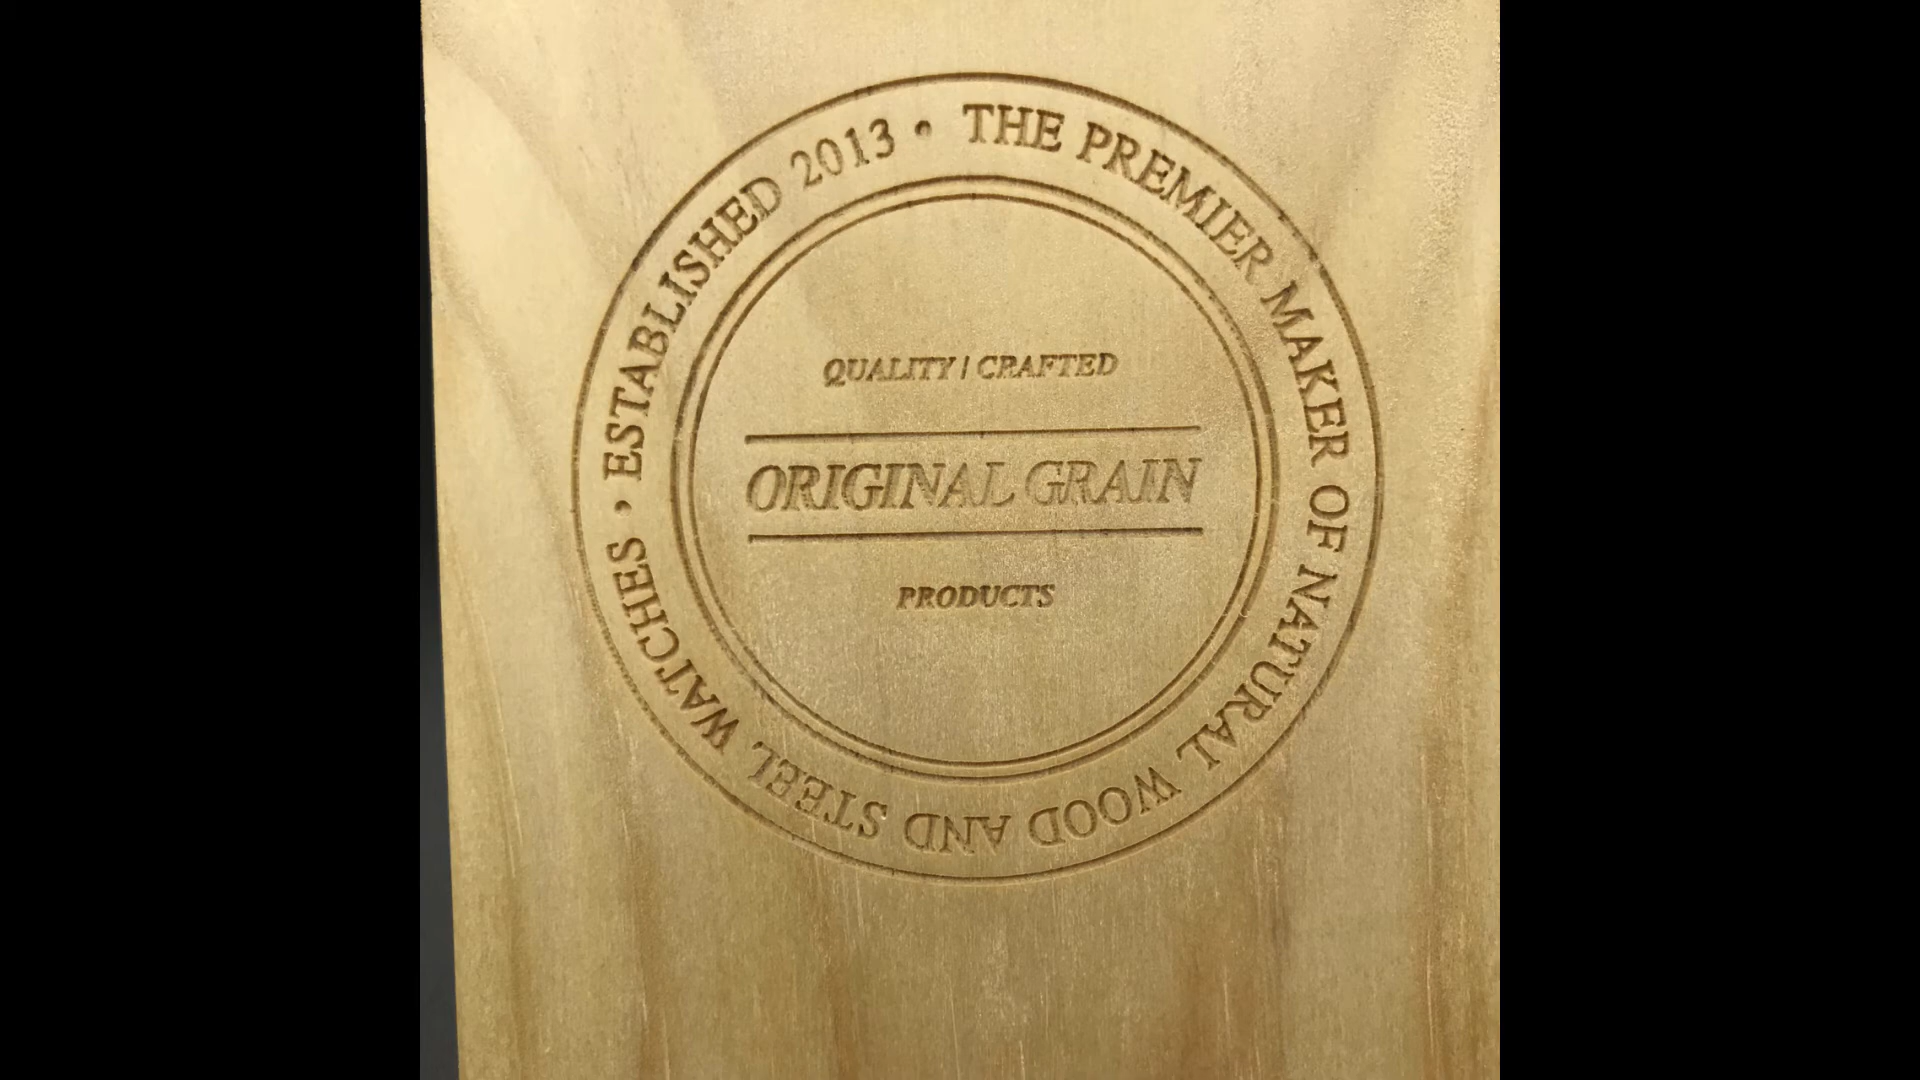 • THE PREMIER MAKER OF NATURAL WOOD AND STEEL WATCHES • ESTABLISHED 2013
QUALITY / CRAFTED
ORIGINAL GRAIN
PRODUCTS